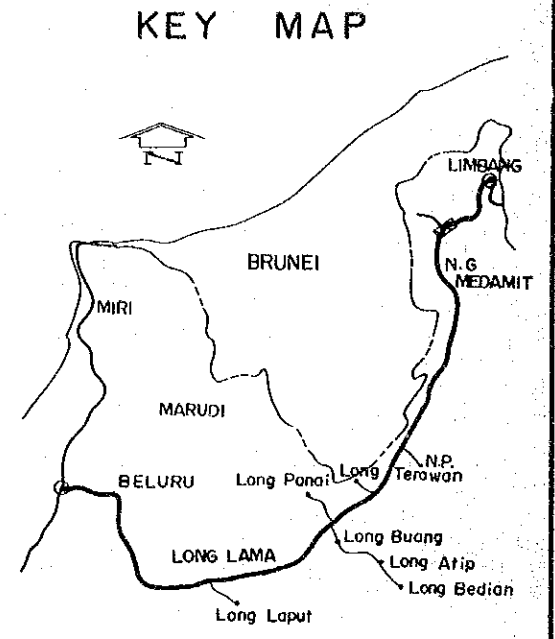 KEY MAP
N
LIMBANG
BRUNEI
N.G
MEDAMIT
MIRI
MARUDI
BELURU
Long Panai
Long
Terawan
N.P.
Long Buang
LONG LAMA
Long Atip
Long Bedian
Long Laput